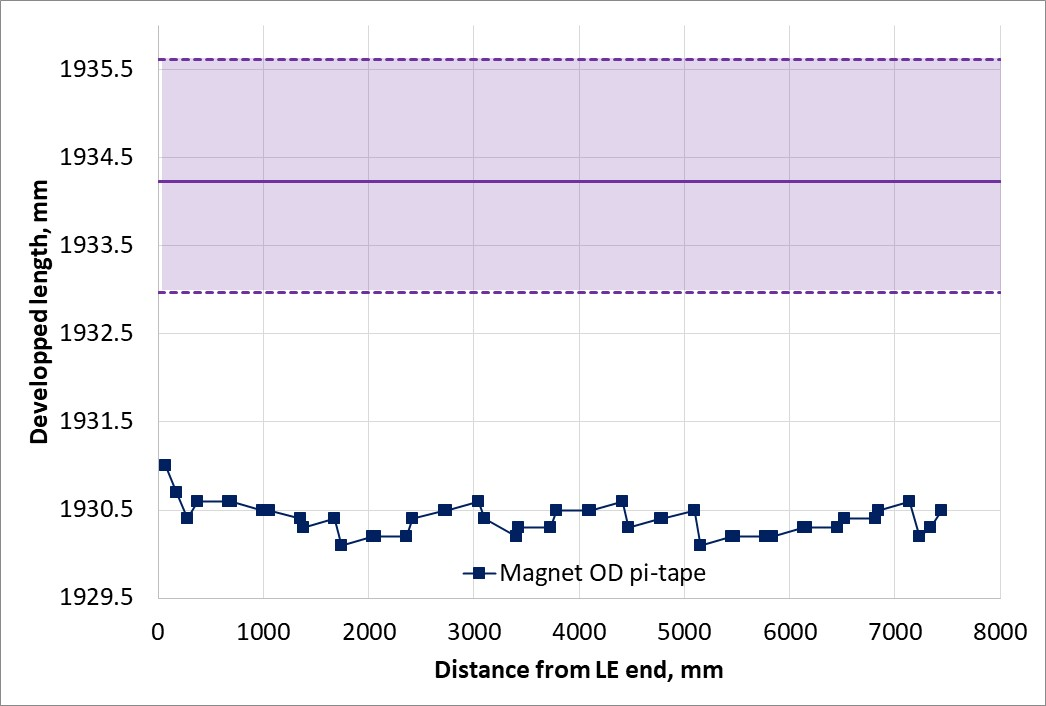 1935.5
1934.5
1933.5
1932.5
1931.5
1930.5
1929.5
Developped length, mm
Magnet OD pi-tape
0 1000 2000 3000 4000 5000 6000 7000 8000
Distance from LE end, mm